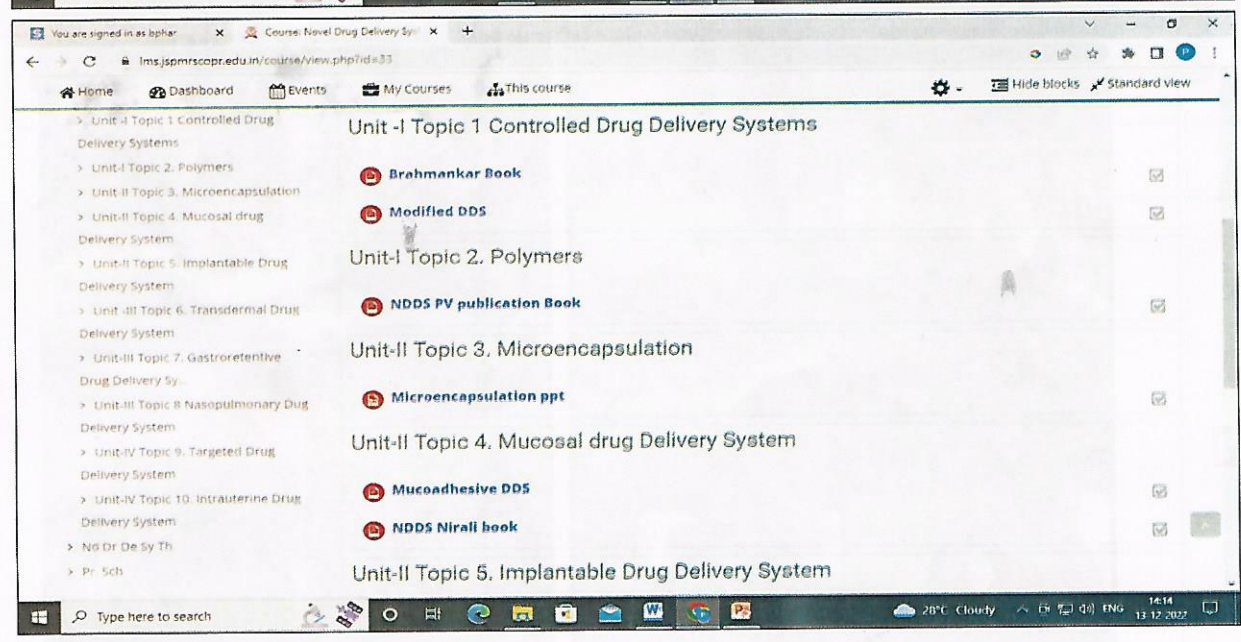 You are signed in as bphar
Course: Novel Drug Delivery Sy
lms.jspmrscopr.edu.in/course/view.php?id=33
Home Dashboard Events My Courses This course Hide blocks Standard view
Unit -I Topic 1 Controlled Drug
Delivery Systems
Unit-I Topic 2. Polymers
Unit-II Topic 3. Microencapsulation
Unit-II Topic 4. Mucosal drug
Delivery System
Unit-II Topic 5. Implantable Drug
Delivery System
Unit -III Topic 6. Transdermal Drug
Delivery System
Unit-III Topic 7. Gastroretentive
Drug Delivery Sy...
Unit-III Topic 8 Nasopulmonary Dug
Delivery System
Unit-IV Topic 9. Targeted Drug
Delivery System
Unit-IV Topic 10. Intrauterine Drug
Delivery System
No Dr De Sy Th
Pr. Sch
Unit -I Topic 1 Controlled Drug Delivery Systems
Brahmankar Book
Modified DDS
Unit-I Topic 2. Polymers
NDDS PV publication Book
Unit-II Topic 3. Microencapsulation
Microencapsulation ppt
Unit-II Topic 4. Mucosal drug Delivery System
Mucoadhesive DDS
NDDS Nirali book
Unit-II Topic 5. Implantable Drug Delivery System
Type here to search
28°C Cloudy ENG
14:14
13-12-2022